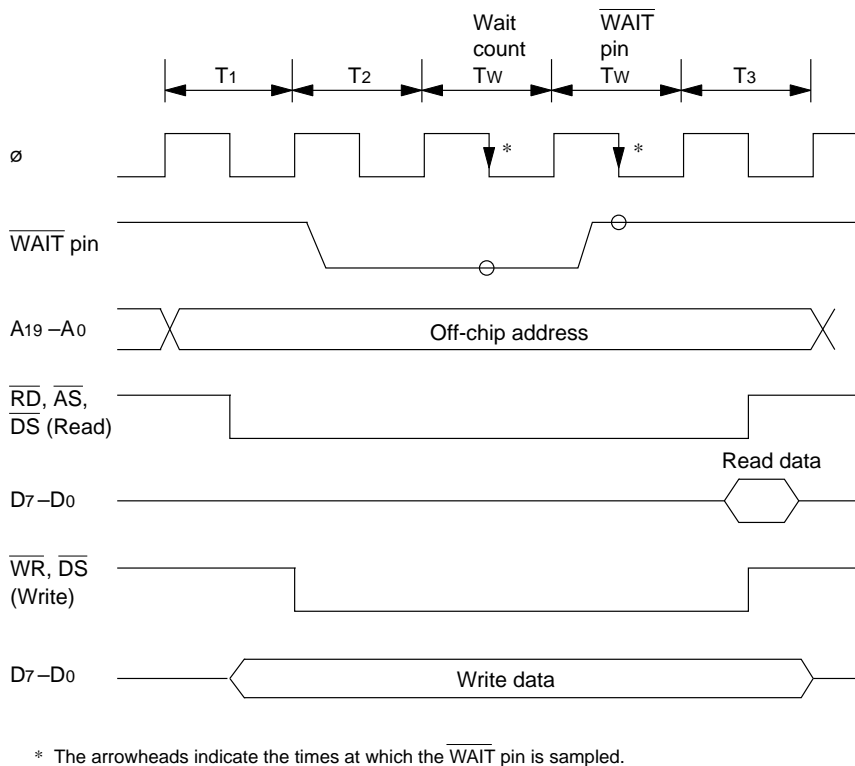 Wait
count
T1 T2 TW
WAIT
pin
TW T3
ø
*
*
WAIT pin
A19 –A0
Off-chip address
RD, AS,
DS (Read)
Read data
D7–D0
WR, DS
(Write)
D7–D0
Write data
* The arrowheads indicate the times at which the WAIT pin is sampled.